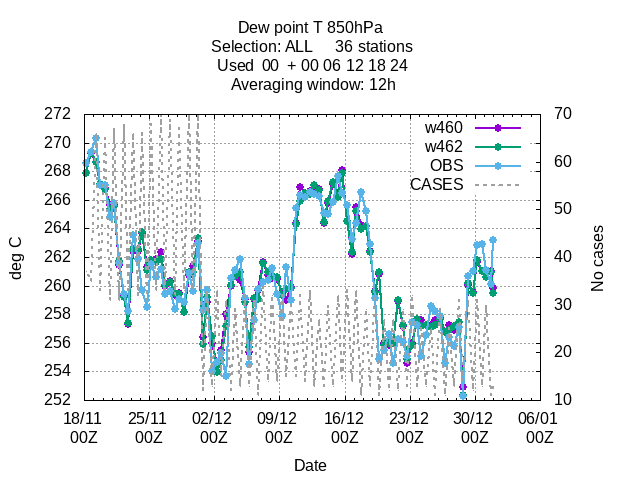 Dew point T 850hPa
Selection: ALL 36 stations
Used 00 + 00 06 12 18 24
Averaging window: 12h
272
270
268
266
264
262
260
258
256
254
252
deg C
70
60
50
40
30
20
10
No cases
w460
w462
OBS
CASES
18/11 25/11 02/12 09/12 16/12 23/12 30/12 06/01
00Z 00Z 00Z 00Z 00Z 00Z 00Z 00Z
Date